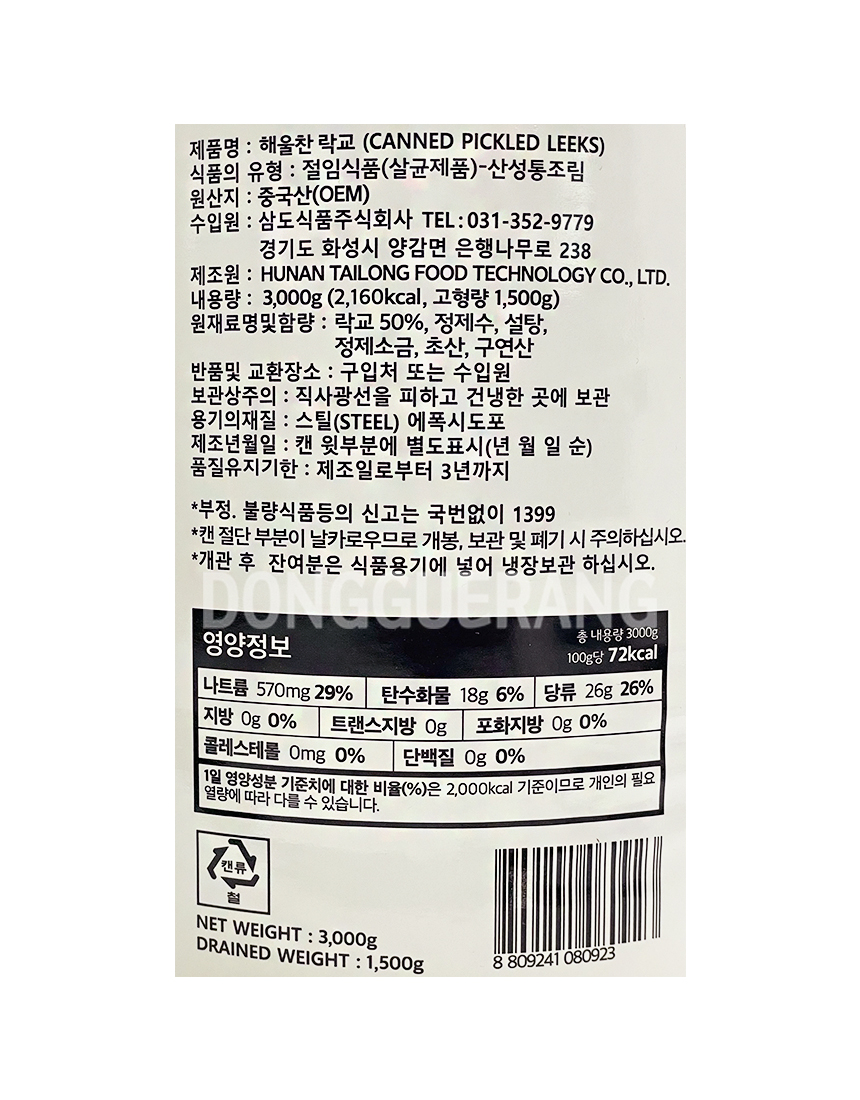 제품명 : 해울찬 락교 (CANNED PICKLED LEEKS)
식품의 유형 : 절임식품(살균제품)-산성통조림
원산지 : 중국산(OEM)
수입원 : 삼도식품주식회사 TEL:031-352-9779
경기도 화성시 양감면 은행나무로 238
제조원 : HUNAN TAILONG FOOD TECHNOLOGY CO., LTD.
내용량 : 3,000g (2,160kcal, 고형량 1,500g)
원재료명및함량 : 락교 50%, 정제수, 설탕,
정제소금, 초산, 구연산
반품및 교환장소 : 구입처 또는 수입원
보관상주의 : 직사광선을 피하고 건냉한 곳에 보관
용기의재질 : 스틸(STEEL) 에폭시도포
제조년월일 : 캔 윗부분에 별도표시(년 월 일 순)
품질유지기한 : 제조일로부터 3년까지
*부정. 불량식품등의 신고는 국번없이 1399
*캔 절단 부분이 날카로우므로 개봉, 보관 및 폐기 시 주의하십시오.
*개관 후 잔여분은 식품용기에 넣어 냉장보관 하십시오.
DONGGUERANG
영양정보
총 내용량 3000g
100g당 72kcal
나트륨 570mg 29% 탄수화물 18g 6% 당류 26g 26%
지방 0g 0% 트랜스지방 0g 포화지방 0g 0%
콜레스테롤 0mg 0% 단백질 0g 0%
1일 영양성분 기준치에 대한 비율(%)은 2,000kcal 기준이므로 개인의 필요
열량에 따라 다를 수 있습니다.
캔류
철
NET WEIGHT : 3,000g
DRAINED WEIGHT : 1,500g
8 809241 080923